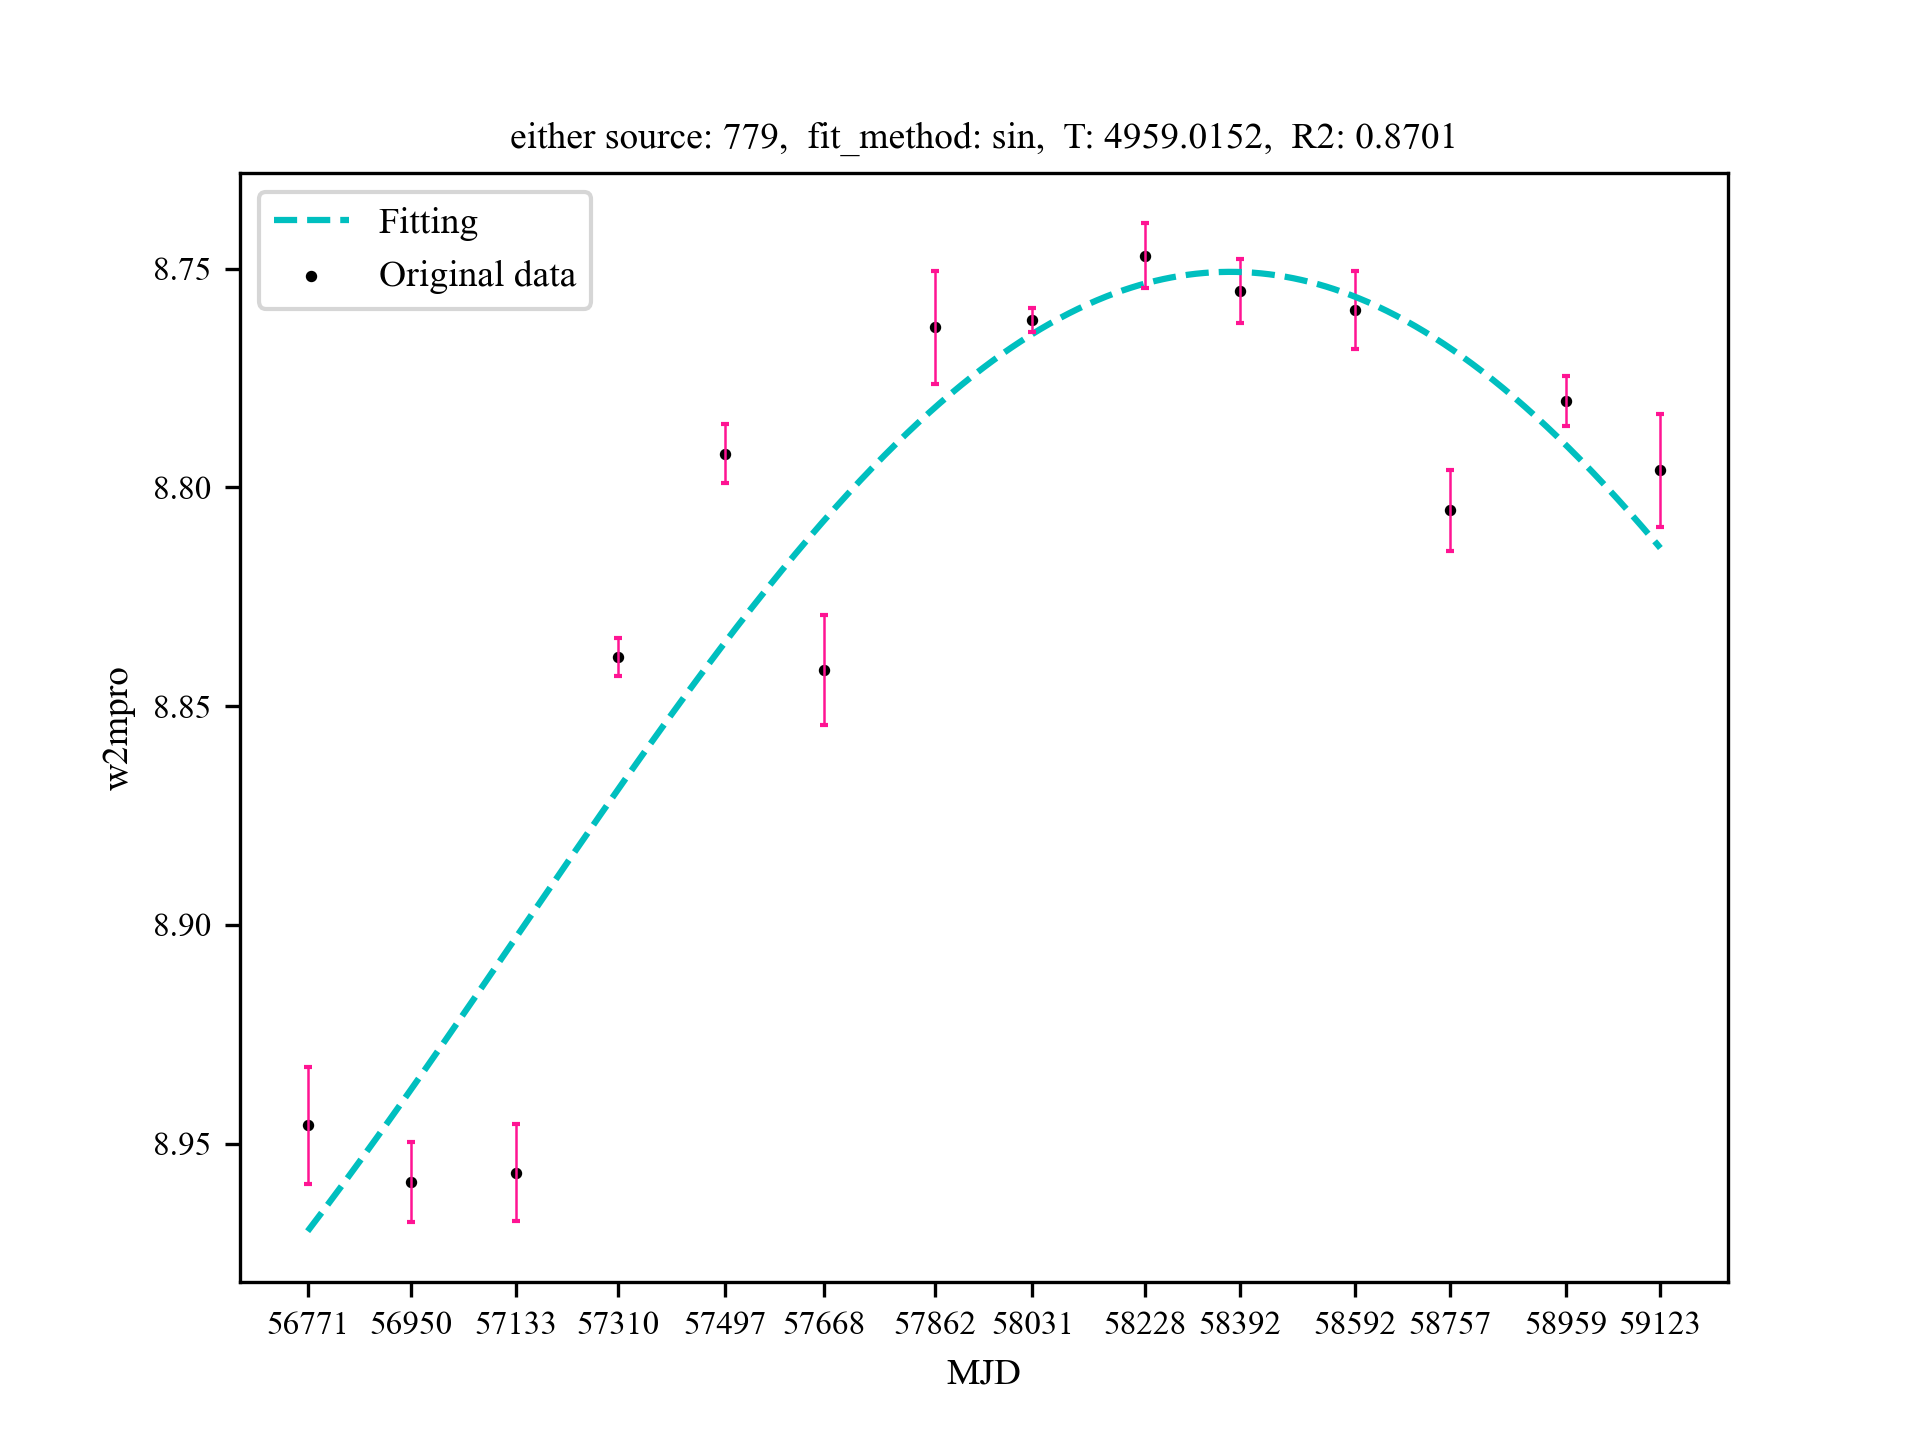 either source: 779,  fit_method: sin,  T: 4959.0152,  R2: 0.8701
Fitting
Original data
8.75
8.80
8.85
8.90
8.95
w2mpro
56771 56950 57133 57310 57497 57668 57862 58031 58228 58392 58592 58757 58959 59123
MJD